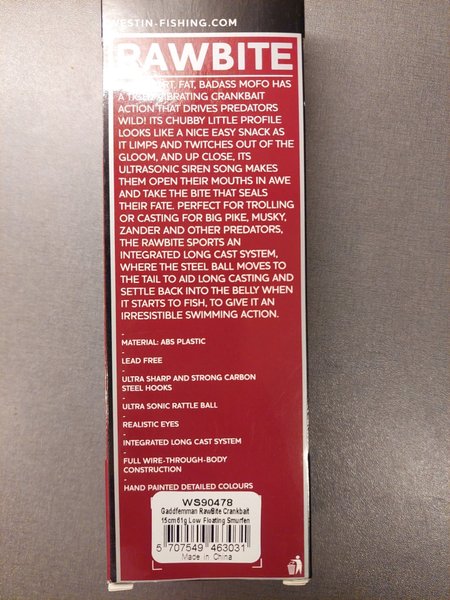 WESTIN-FISHING.COM
RAWBITE
FAT, BADASS MOFO HAS
A VIBRATING CRANKBAIT
ACTION THAT DRIVES PREDATORS
WILD! ITS CHUBBY LITTLE PROFILE
LOOKS LIKE A NICE EASY SNACK AS
IT LIMPS AND TWITCHES OUT OF THE
GLOOM, AND UP CLOSE, ITS
ULTRASONIC SIREN SONG MAKES
THEM OPEN THEIR MOUTHS IN AWE
AND TAKE THE BITE THAT SEALS
THEIR FATE. PERFECT FOR TROLLING
OR CASTING FOR BIG PIKE, MUSKY,
ZANDER AND OTHER PREDATORS,
THE RAWBITE SPORTS AN
INTEGRATED LONG CAST SYSTEM,
WHERE THE STEEL BALL MOVES TO
THE TAIL TO AID LONG CASTING AND
SETTLE BACK INTO THE BELLY WHEN
IT STARTS TO FISH, TO GIVE IT AN
IRRESISTIBLE SWIMMING ACTION.
-
MATERIAL: ABS PLASTIC
-
LEAD FREE
-
ULTRA SHARP AND STRONG CARBON
STEEL HOOKS
-
ULTRA SONIC RATTLE BALL
-
REALISTIC EYES
-
INTEGRATED LONG CAST SYSTEM
-
FULL WIRE-THROUGH-BODY
CONSTRUCTION
-
HAND PAINTED DETAILED COLOURS
WS90478
Gaddfemman RawBite Crankbait
15cm 61g Low Floating Smurfen
5 707549 463031
Made in China